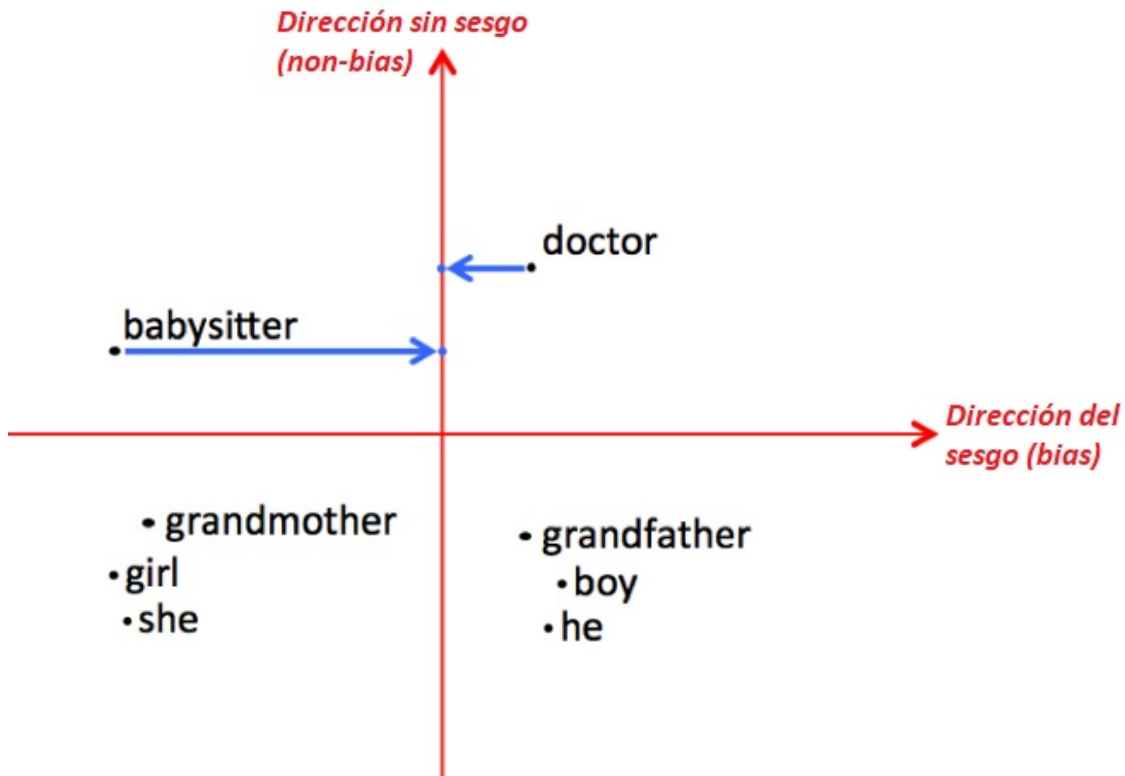 Dirección sin sesgo
(non-bias)
doctor
babysitter
Dirección del
sesgo (bias)
grandmother
grandfather
girl
boy
she
he